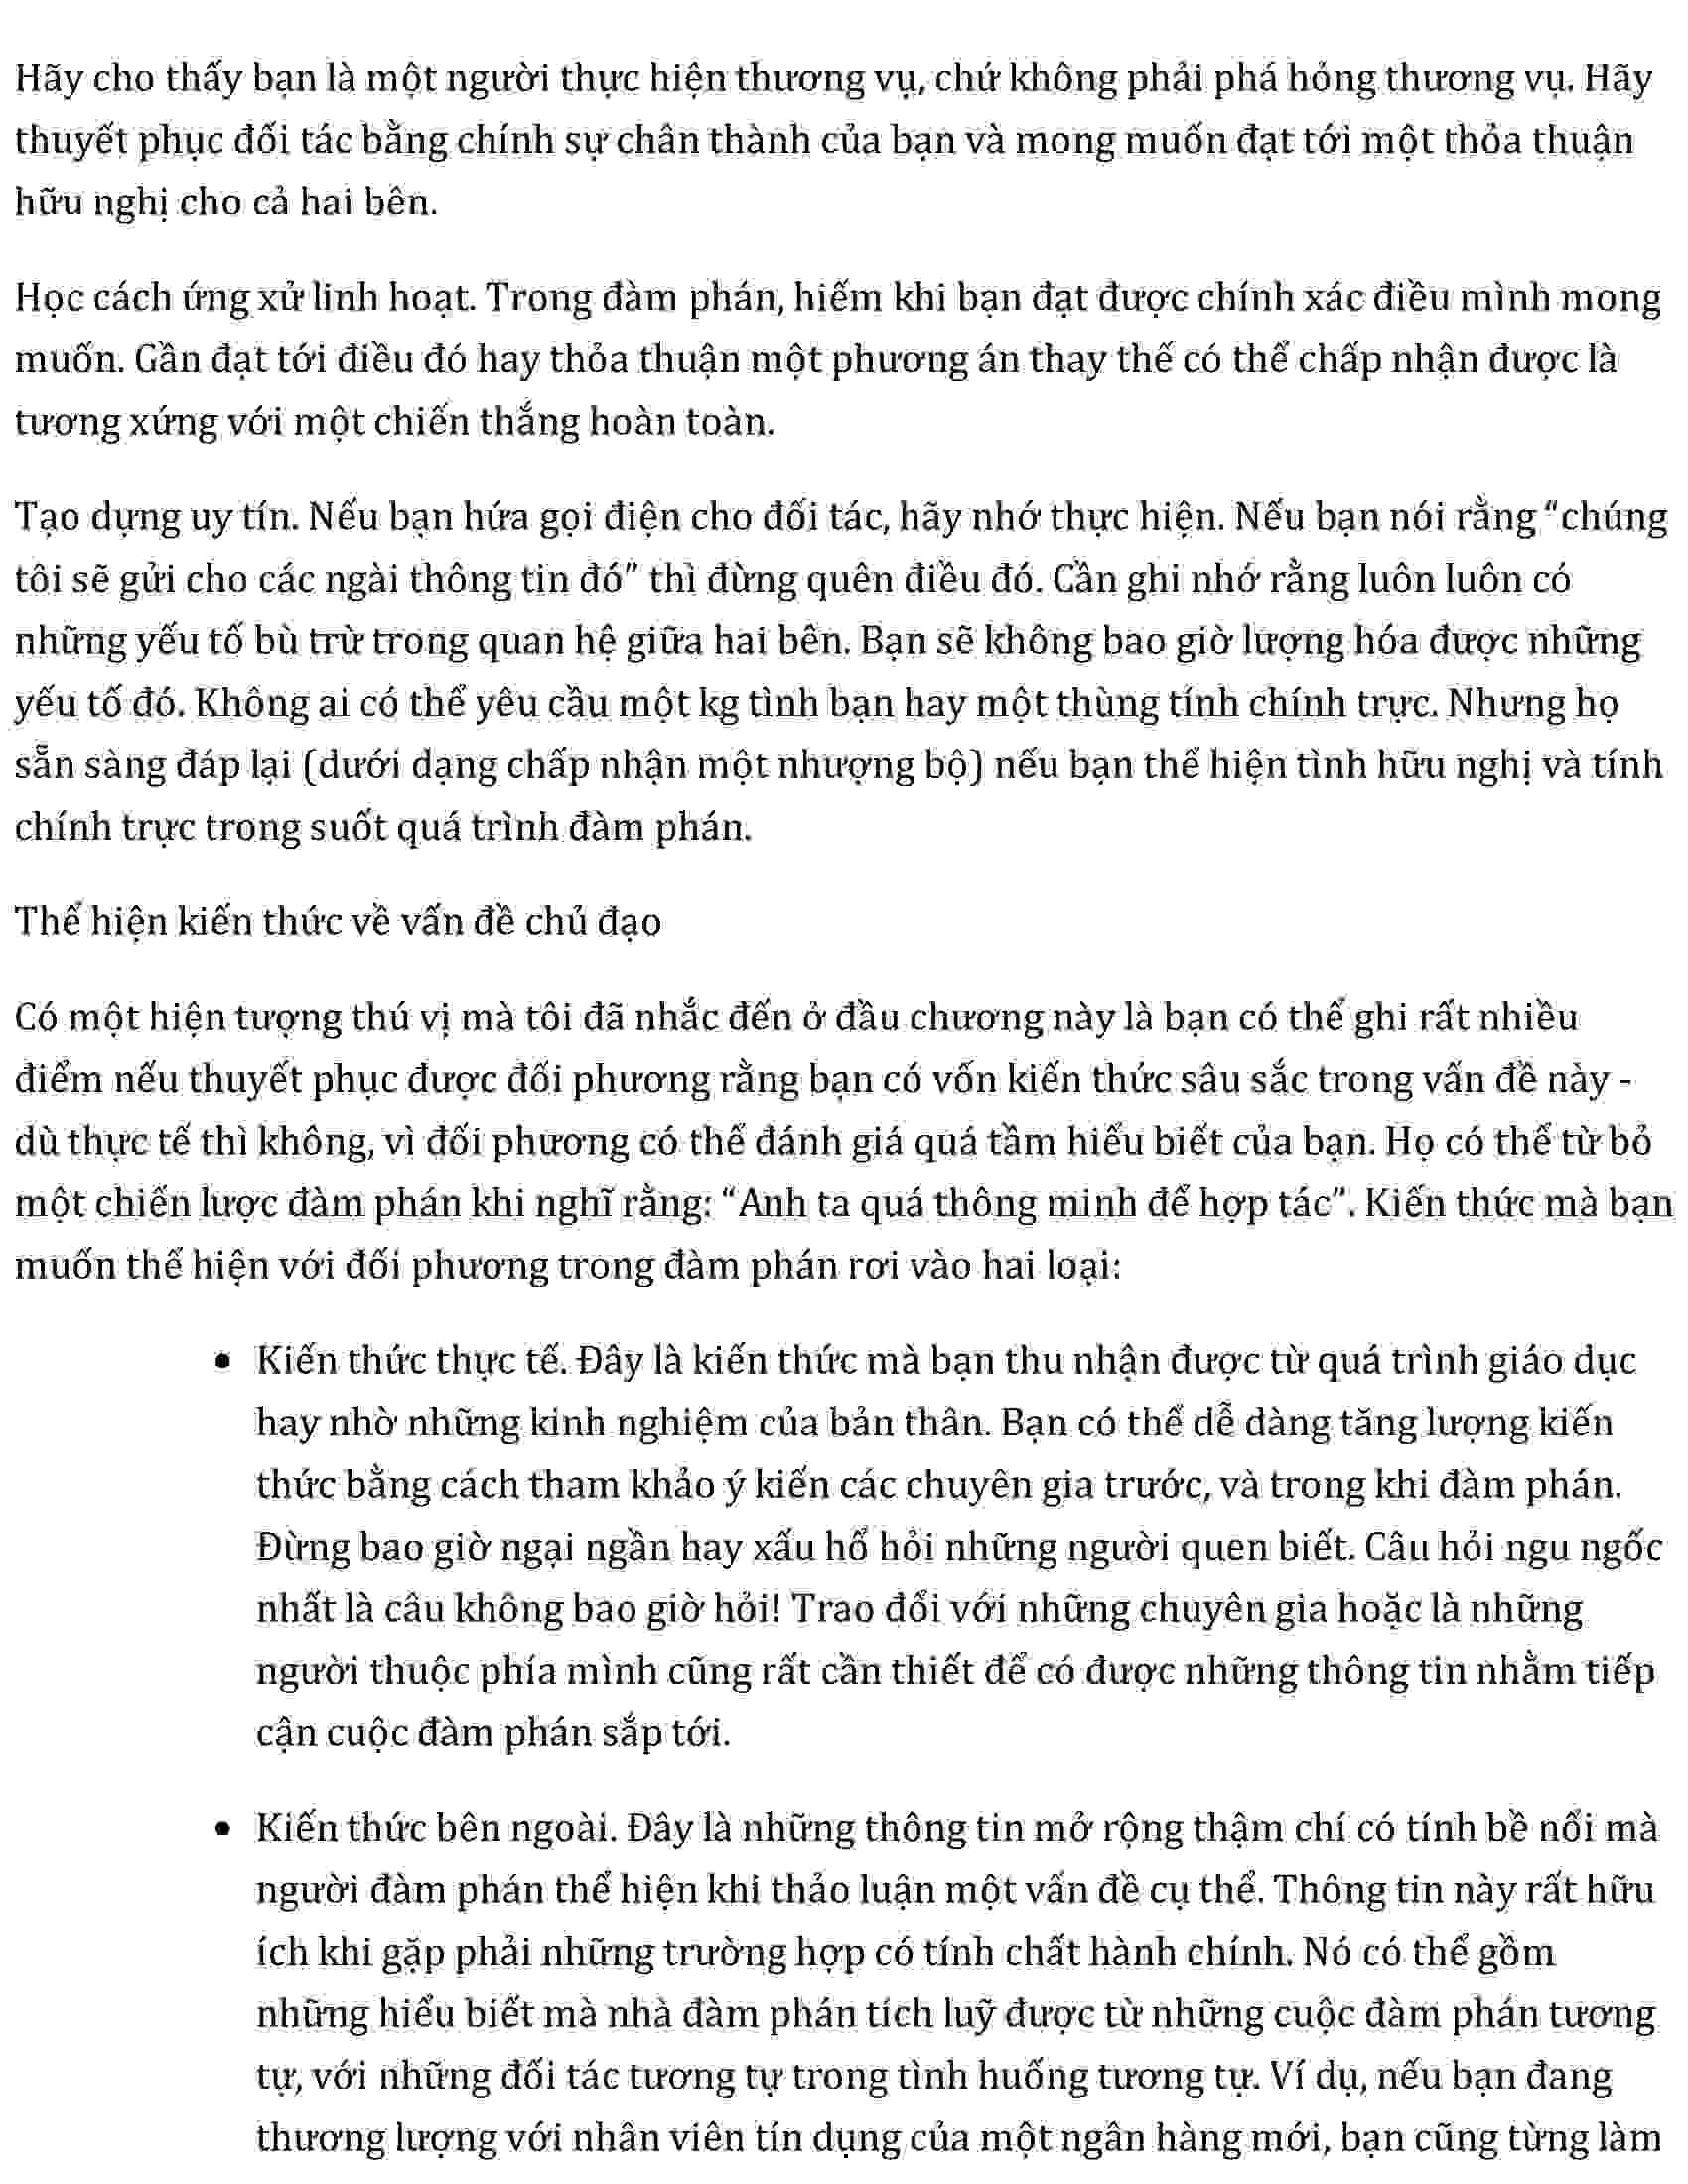 Hãy cho thấy bạn là một người thực hiện thương vụ, chứ không phải phá hỏng thương vụ. Hãy
thuyết phục đối tác bằng chính sự chân thành của bạn và mong muốn đạt tới một thỏa thuận
hữu nghị cho cả hai bên.
Học cách ứng xử linh hoạt. Trong đàm phán, hiếm khi bạn đạt được chính xác điều mình mong
muốn. Gần đạt tới điều đó hay thỏa thuận một phương án thay thế có thể chấp nhận được là
tương xứng với một chiến thắng hoàn toàn.
Tạo dựng uy tín. Nếu bạn hứa gọi điện cho đối tác, hãy nhớ thực hiện. Nếu bạn nói rằng “chúng
tôi sẽ gửi cho các ngài thông tin đó” thì đừng quên điều đó. Cần ghi nhớ rằng luôn luôn có
những yếu tố bù trừ trong quan hệ giữa hai bên. Bạn sẽ không bao giờ lượng hóa được những
yếu tố đó. Không ai có thể yêu cầu một kg tình bạn hay một thùng tính chính trực. Nhưng họ
sẵn sàng đáp lại (dưới dạng chấp nhận một nhượng bộ) nếu bạn thể hiện tình hữu nghị và tính
chính trực trong suốt quá trình đàm phán.
Thể hiện kiến thức về vấn đề chủ đạo
Có một hiện tượng thú vị mà tôi đã nhắc đến ở đầu chương này là bạn có thể ghi rất nhiều
điểm nếu thuyết phục được đối phương rằng bạn có vốn kiến thức sâu sắc trong vấn đề này -
dù thực tế thì không, vì đối phương có thể đánh giá quá tầm hiểu biết của bạn. Họ có thể từ bỏ
một chiến lược đàm phán khi nghĩ rằng: “Anh ta quá thông minh để hợp tác”. Kiến thức mà bạn
muốn thể hiện với đối phương trong đàm phán rơi vào hai loại:
• Kiến thức thực tế. Đây là kiến thức mà bạn thu nhận được từ quá trình giáo dục
hay nhờ những kinh nghiệm của bản thân. Bạn có thể dễ dàng tăng lượng kiến
thức bằng cách tham khảo ý kiến các chuyên gia trước, và trong khi đàm phán.
Đừng bao giờ ngại ngần hay xấu hổ hỏi những người quen biết. Câu hỏi ngu ngốc
nhất là câu không bao giờ hỏi! Trao đổi với những chuyên gia hoặc là những
người thuộc phía mình cũng rất cần thiết để có được những thông tin nhằm tiếp
cận cuộc đàm phán sắp tới.
• Kiến thức bên ngoài. Đây là những thông tin mở rộng thậm chí có tính bề nổi mà
người đàm phán thể hiện khi thảo luận một vấn đề cụ thể. Thông tin này rất hữu
ích khi gặp phải những trường hợp có tính chất hành chính. Nó có thể gồm
những hiểu biết mà nhà đàm phán tích luỹ được từ những cuộc đàm phán tương
tự, với những đối tác tương tự trong tình huống tương tự. Ví dụ, nếu bạn đang
thương lượng với nhân viên tín dụng của một ngân hàng mới, bạn cũng từng làm